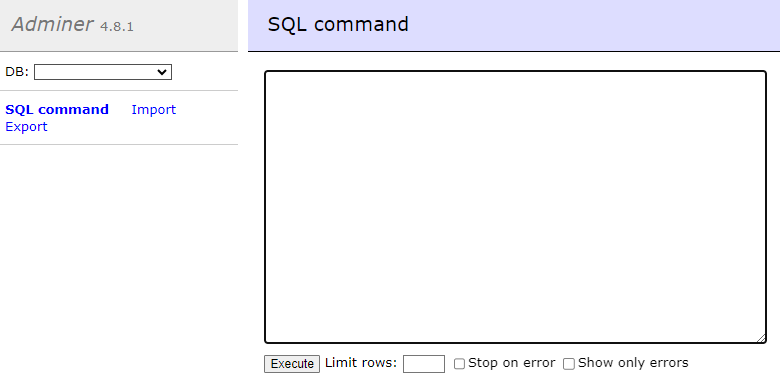 Adminer 4.8.1
SQL command
DB:
SQL command Import
Export
Execute Limit rows: Stop on error Show only errors